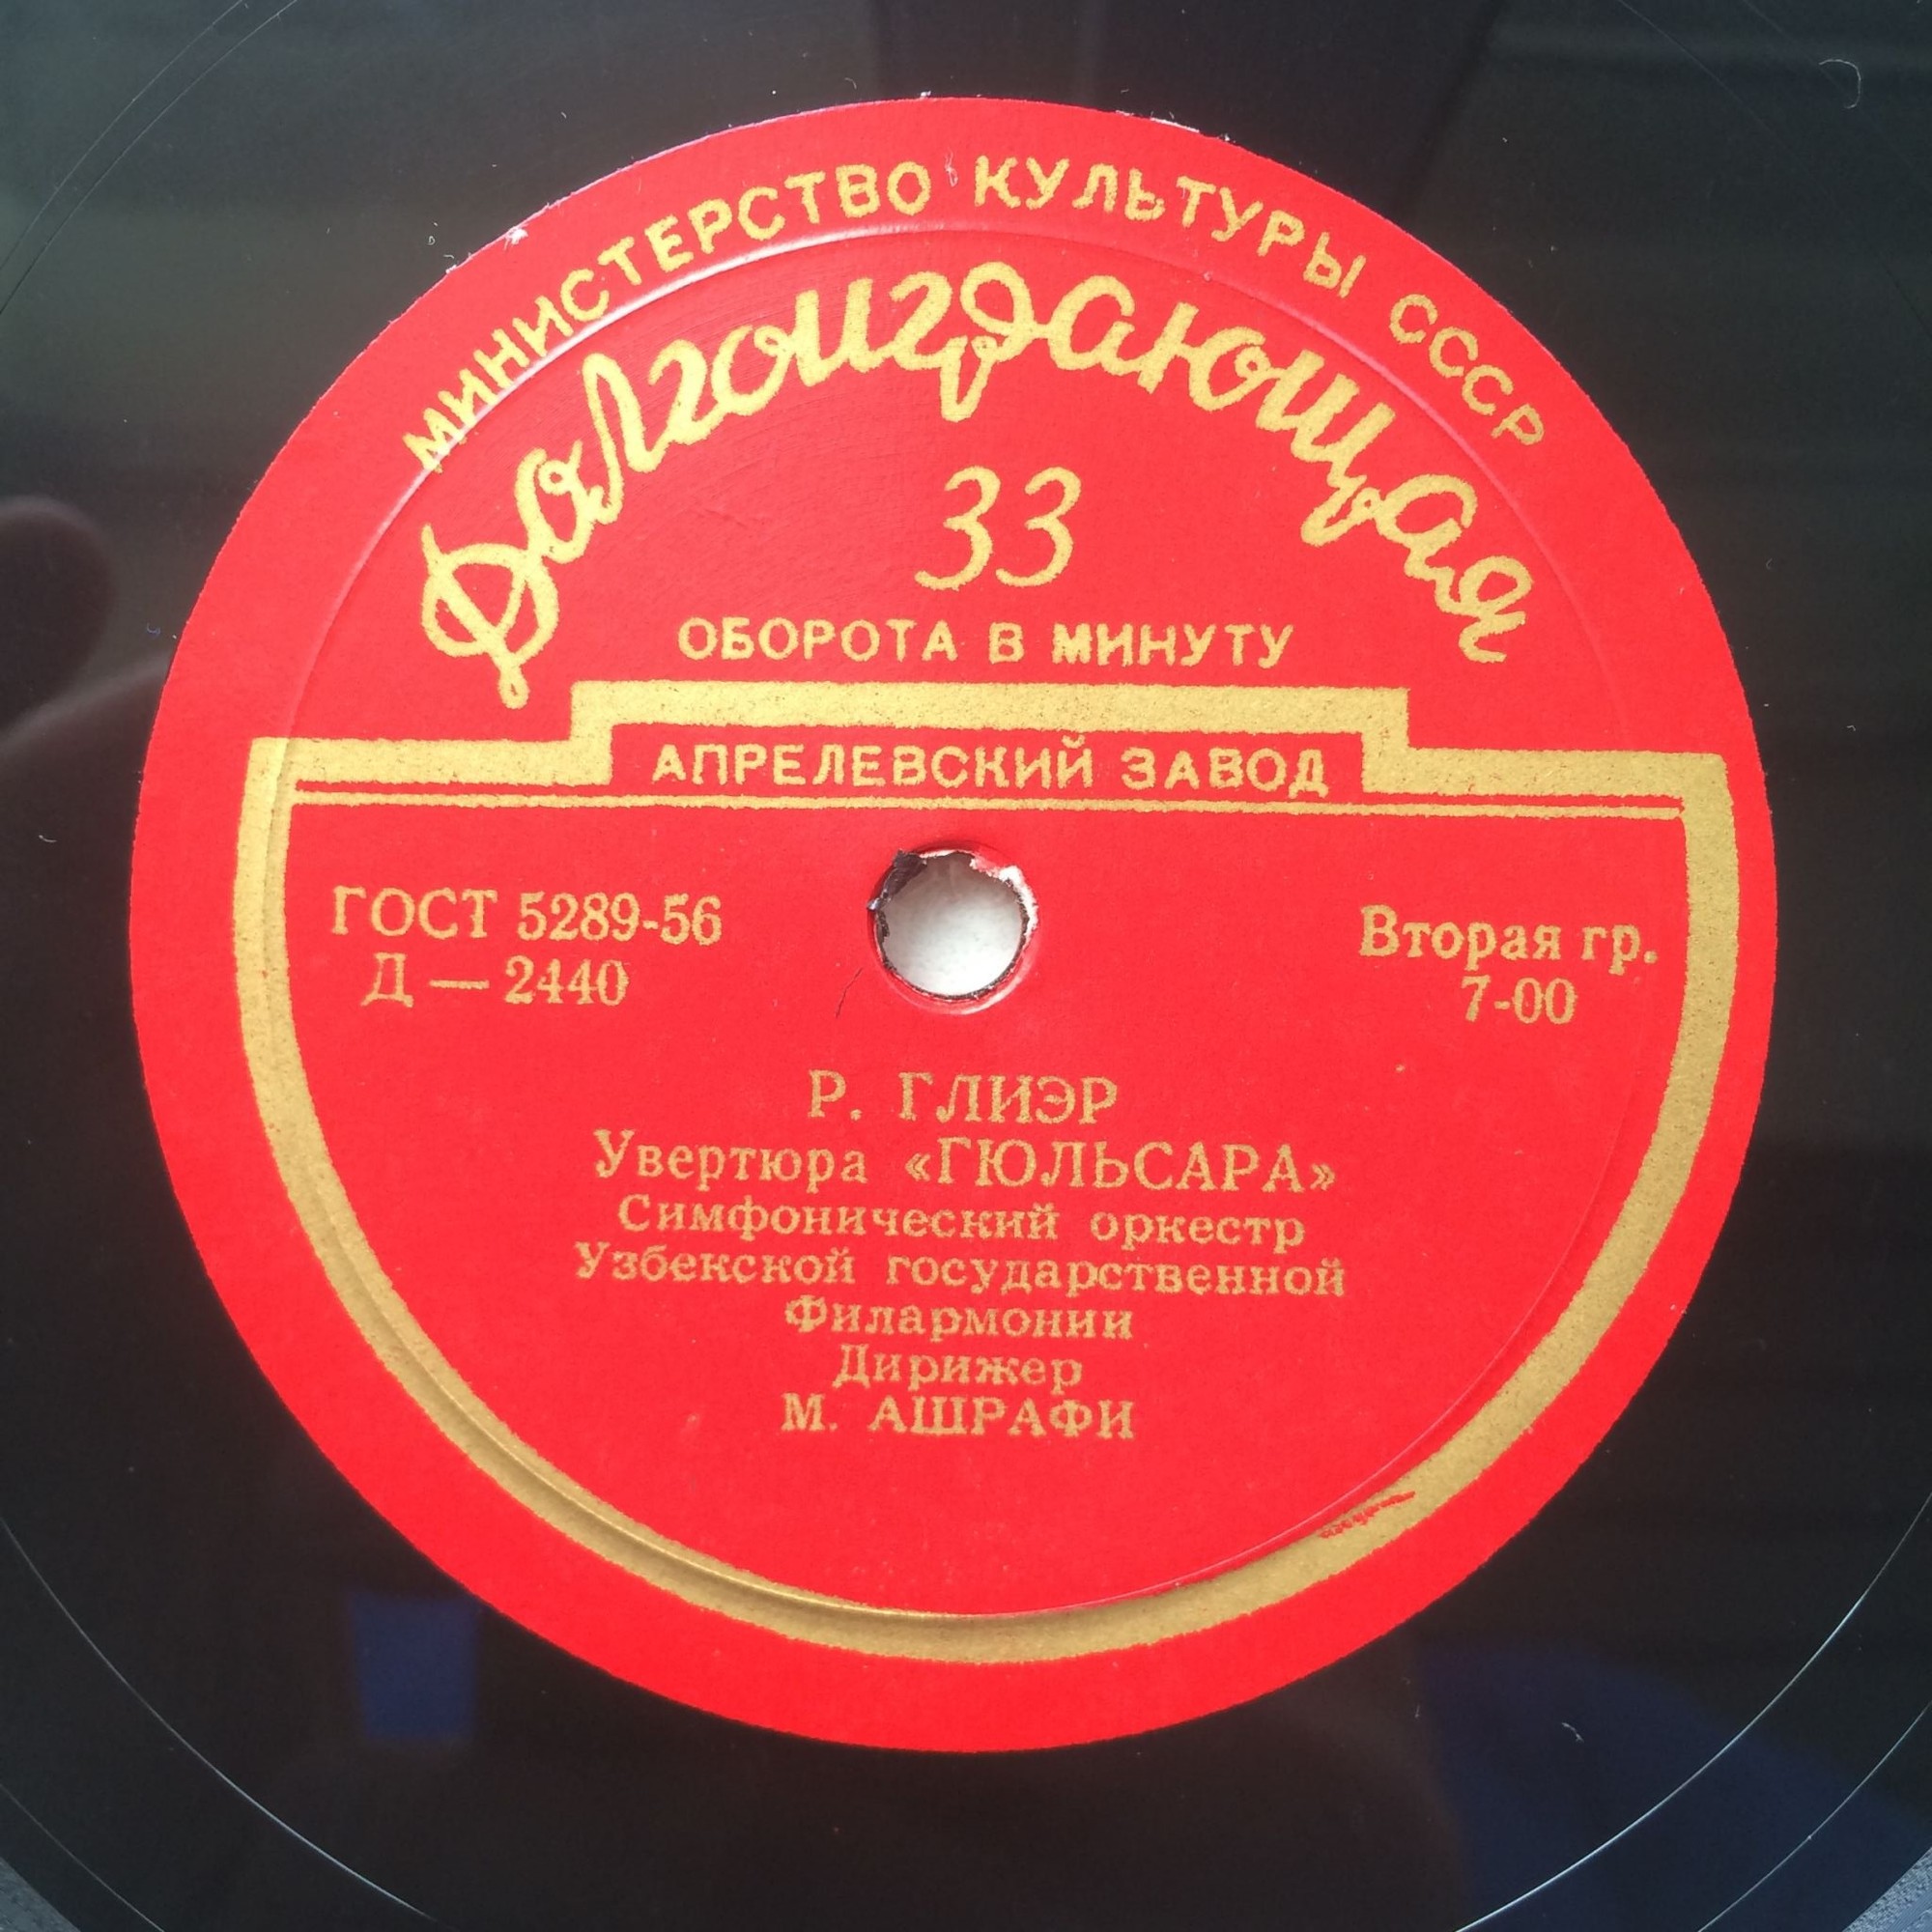 МИНИСТЕРСТВО КУЛЬТУРЫ СССР
Долгоиграющая
33
ОБОРОТА В МИНУТУ
АПРЕЛЕВСКИЙ ЗАВОД
ГОСТ 5289-56
Д — 2440
Вторая гр.
7-00
Р. ГЛИЭР
Увертюра «ГЮЛЬСАРА»
Симфонический оркестр
Узбекской государственной
Филармонии
Дирижер
М. АШРАФИ